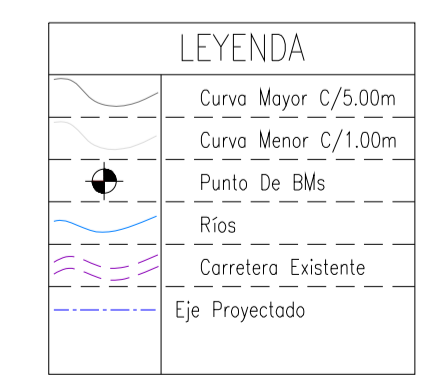 LEYENDA
Curva Mayor C/5.00m
Curva Menor C/1.00m
Punto De BMs
Ríos
Carretera Existente
Eje Proyectado